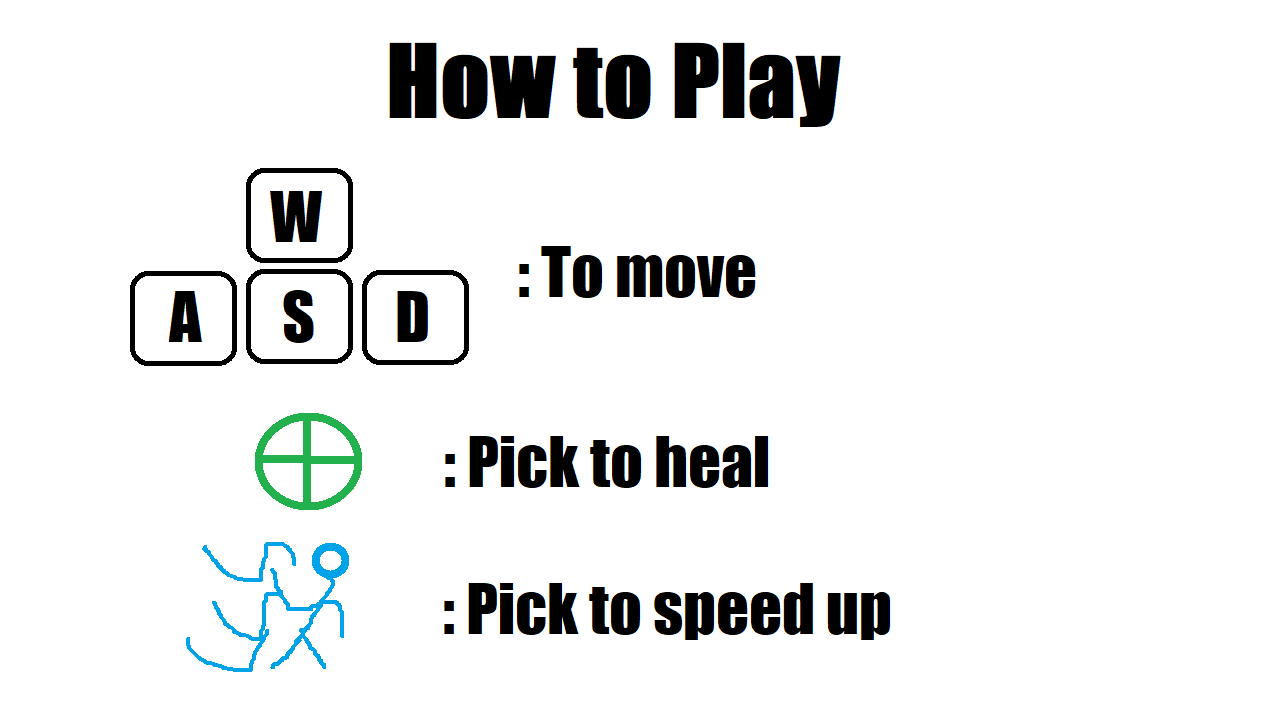 How to Play
W
: To move
A S D
: Pick to heal
: Pick to speed up